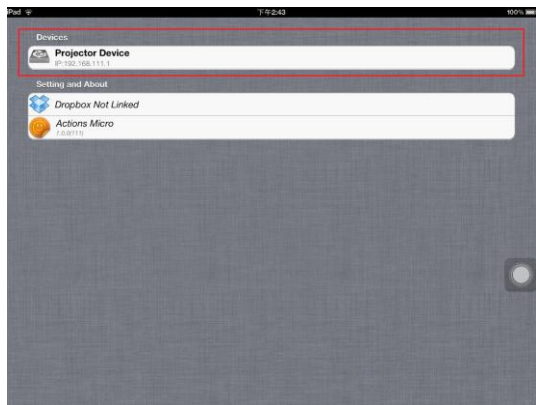 iPad 下午2:43 100%
Devices
Projector Device
IP:192.168.111.1
Setting and About
Dropbox Not Linked
Actions Micro